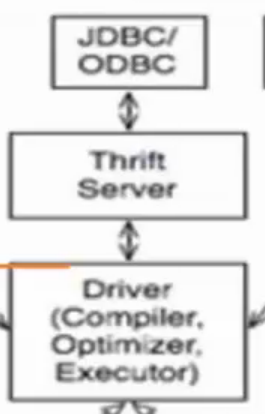 JDBC/
ODBC
Thrift
Server
Driver
(Compiler,
Optimizer,
Executor)